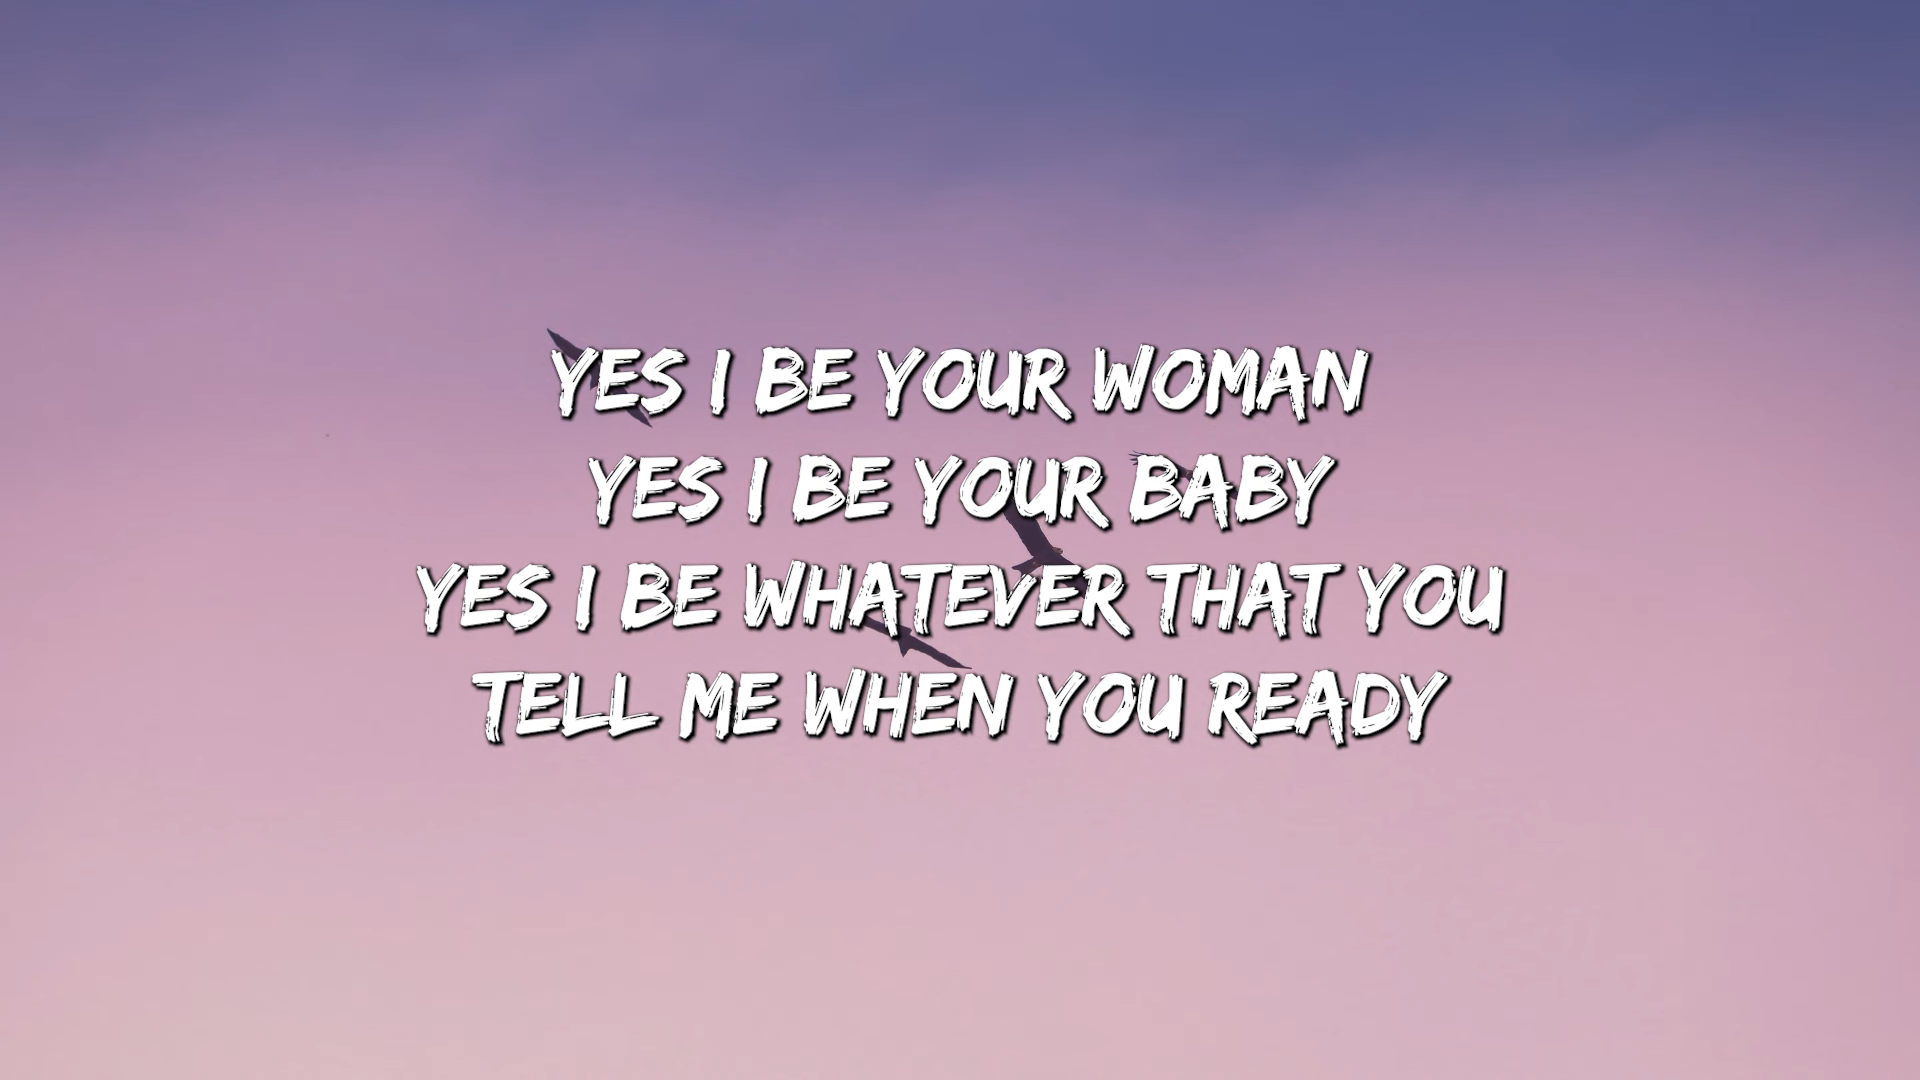 YES I BE YOUR WOMAN
YES I BE YOUR BABY
YES I BE WHATEVER THAT YOU
TELL ME WHEN YOU READY